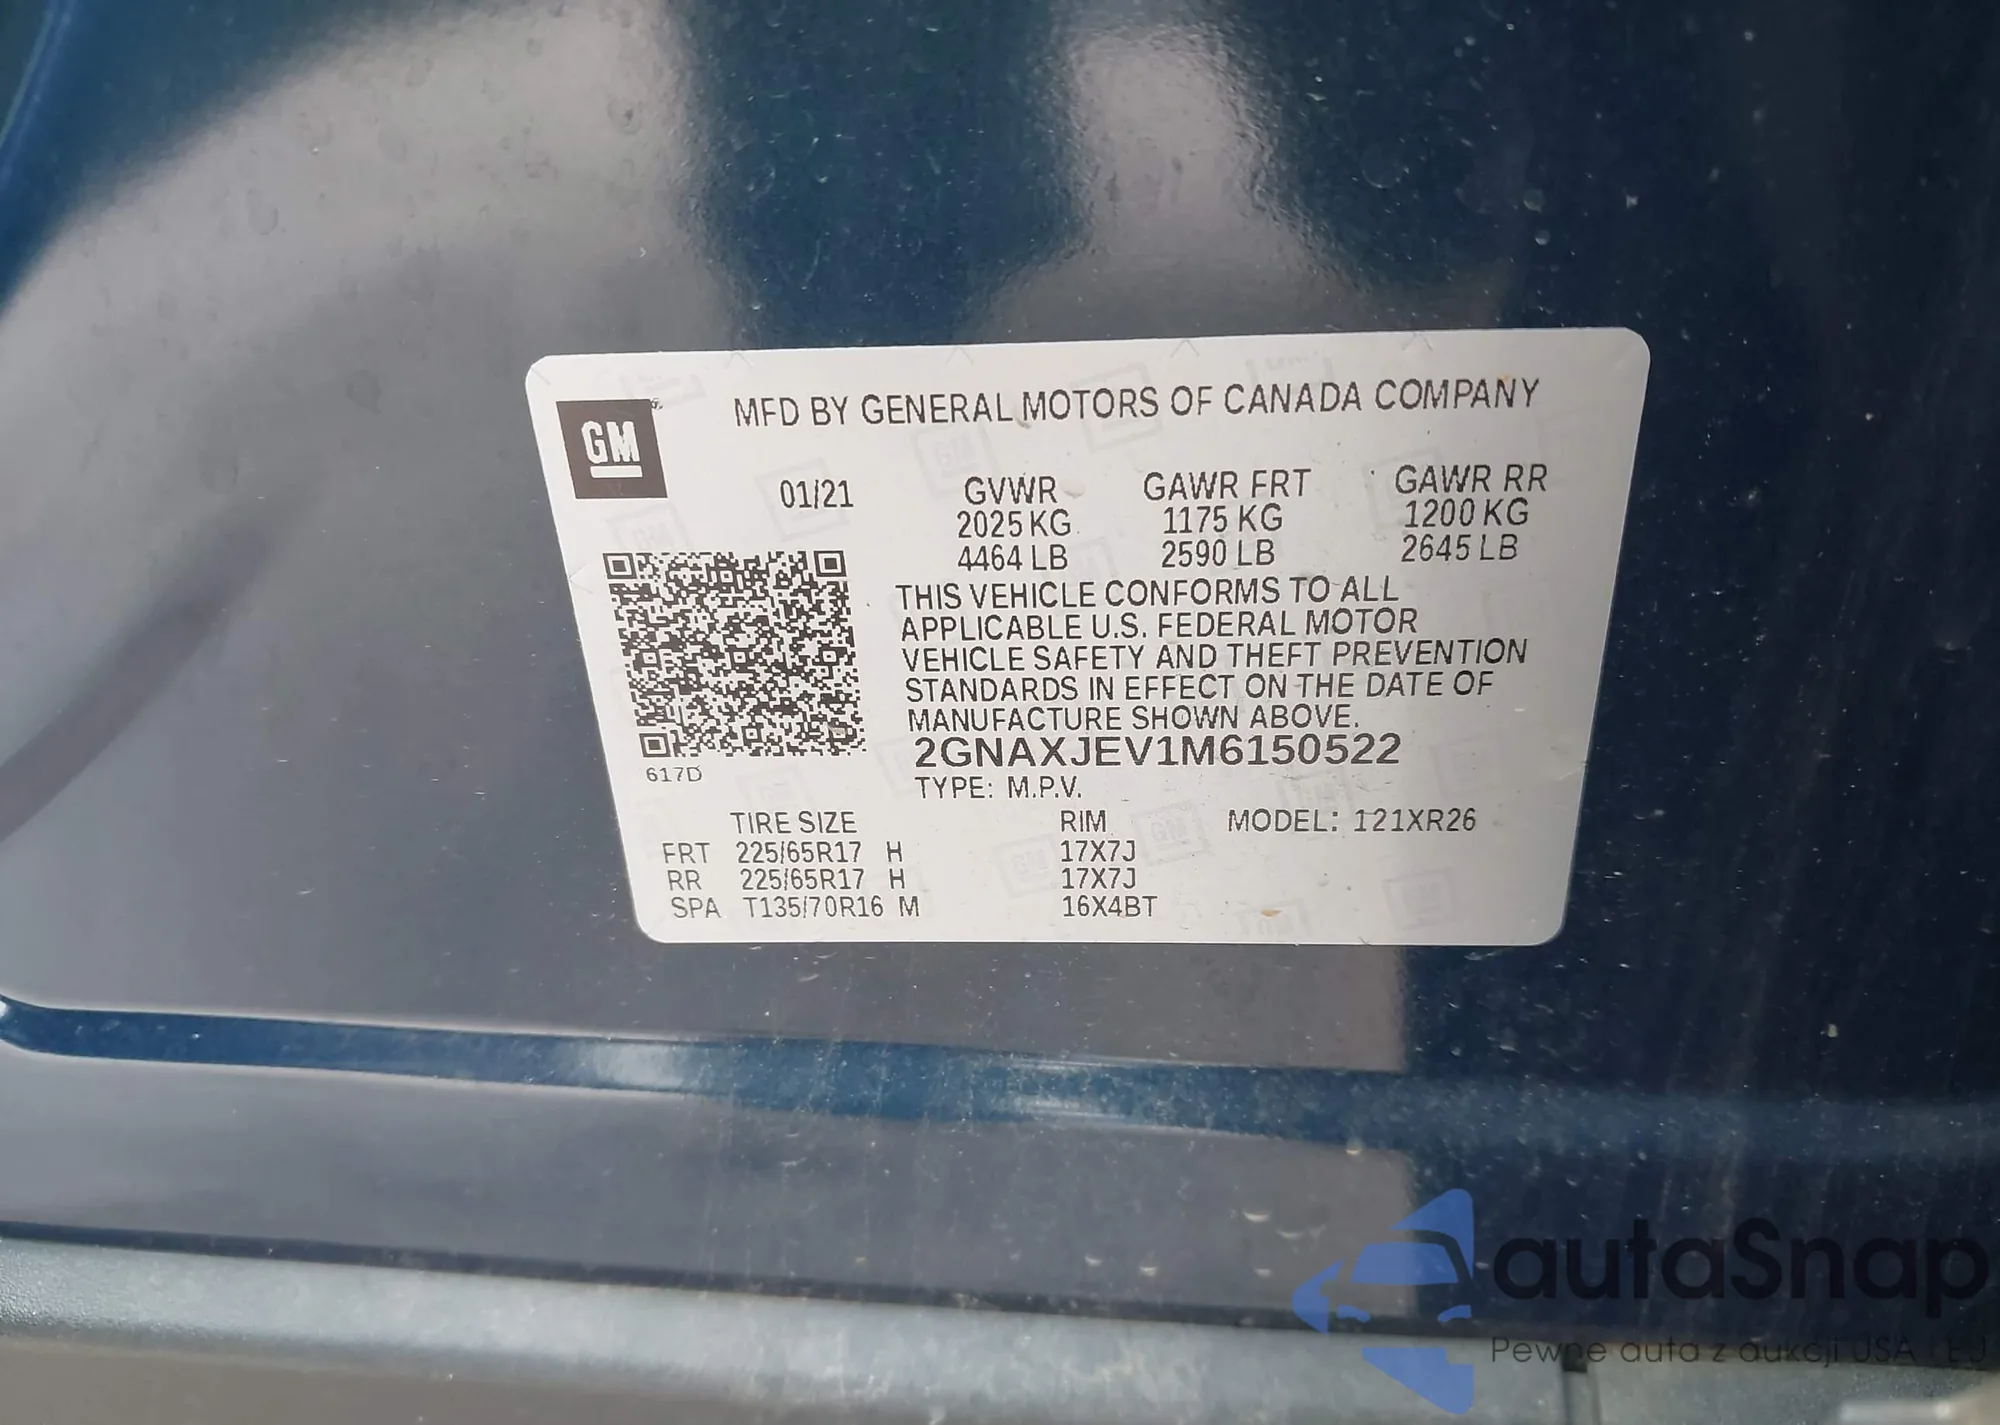 GM
MFD BY GENERAL MOTORS OF CANADA COMPANY
01/21 GVWR GAWR FRT GAWR RR
2025 KG 1175 KG 1200 KG
4464 LB 2590 LB 2645 LB
THIS VEHICLE CONFORMS TO ALL
APPLICABLE U.S. FEDERAL MOTOR
VEHICLE SAFETY AND THEFT PREVENTION
STANDARDS IN EFFECT ON THE DATE OF
MANUFACTURE SHOWN ABOVE.
2GNAXJEV1M6150522
617D
TYPE: M.P.V.
TIRE SIZE RIM MODEL: 121XR26
FRT 225/65R17 H 17X7J
RR 225/65R17 H 17X7J
SPA T135/70R16 M 16X4BT
autaSnap
Pewne auta z aukcji USA i EU